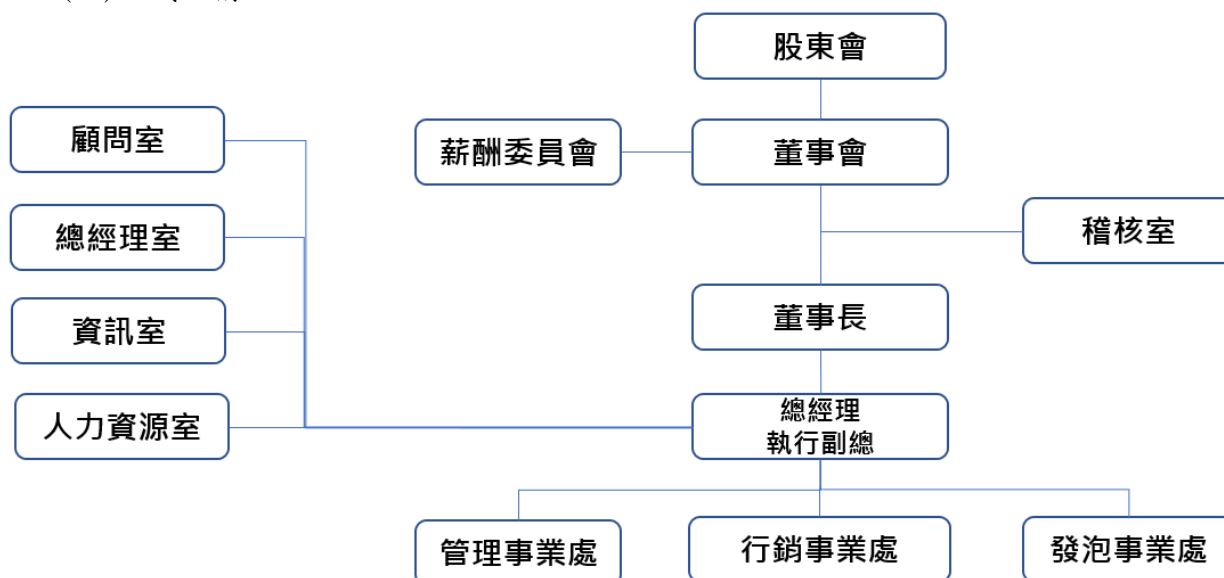 股東會
顧問室
薪酬委員會
董事會
總經理室
稽核室
資訊室
董事長
人力資源室
總經理
執行副總
管理事業處
行銷事業處
發泡事業處